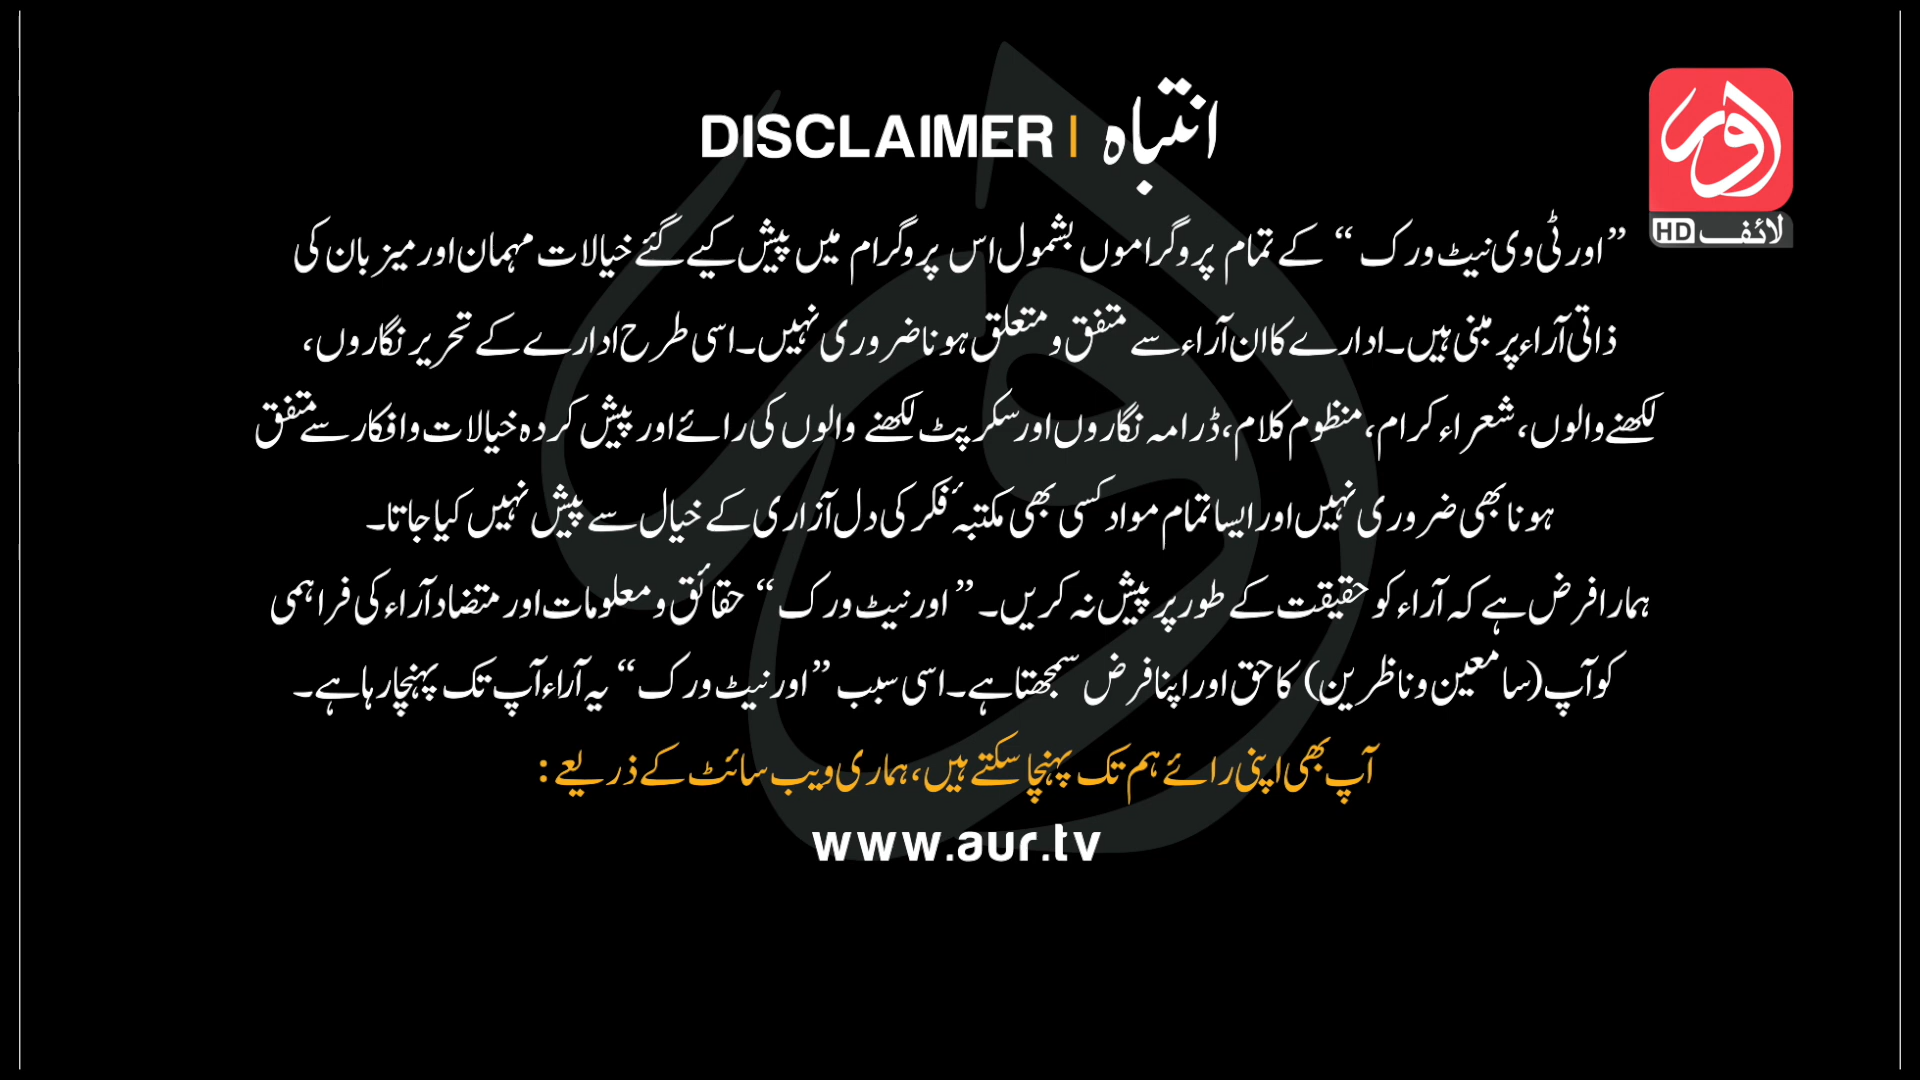 DISCLAIMER | انتباہ
اور
لائف HD
”اور ٹی وی نیٹ ورک“ کے تمام پروگراموں بشمول اس پروگرام میں پیش کیے گئے خیالات مہمان اور میزبان کی
ذاتی آراء پر مبنی ہیں۔ ادارے کا ان آراء سے متفق و متعلق ہونا ضروری نہیں۔ اسی طرح ادارے کے تحریر نگاروں،
لکھنے والوں، شعراء کرام، منظوم کلام، ڈرامہ نگاروں اور سکرپٹ لکھنے والوں کی رائے اور پیش کردہ خیالات و افکار سے متفق
ہونا بھی ضروری نہیں اور ایسا تمام مواد کسی بھی مکتبۂ فکر کی دل آزاری کے خیال سے پیش نہیں کیا جاتا۔
ہمارا فرض ہے کہ آراء کو حقیقت کے طور پر پیش نہ کریں۔ ”اور نیٹ ورک“ حقائق و معلومات اور متضاد آراء کی فراہمی
کو آپ (سامعین و ناظرین) کا حق اور اپنا فرض سمجھتا ہے۔ اسی سبب ”اور نیٹ ورک“ یہ آراء آپ تک پہنچا رہا ہے۔
آپ بھی اپنی رائے ہم تک پہنچا سکتے ہیں، ہماری ویب سائٹ کے ذریعے:
www.aur.tv